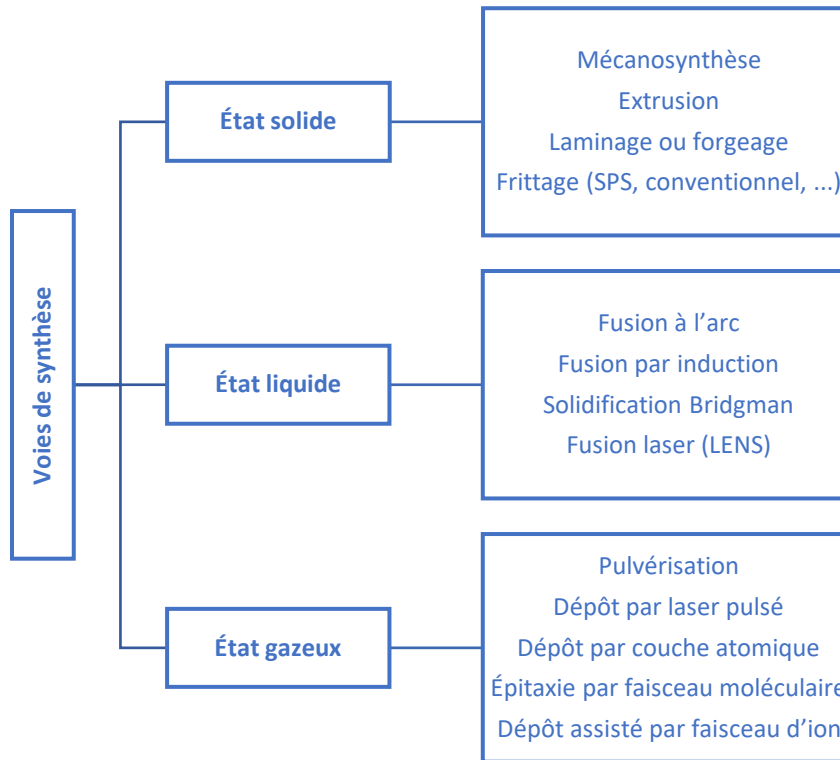 Voies de synthèse
État solide
Mécanosynthèse
Extrusion
Laminage ou forgeage
Frittage (SPS, conventionnel, ...)
État liquide
Fusion à l’arc
Fusion par induction
Solidification Bridgman
Fusion laser (LENS)
État gazeux
Pulvérisation
Dépôt par laser pulsé
Dépôt par couche atomique
Épitaxie par faisceau moléculaire
Dépôt assisté par faisceau d’ion